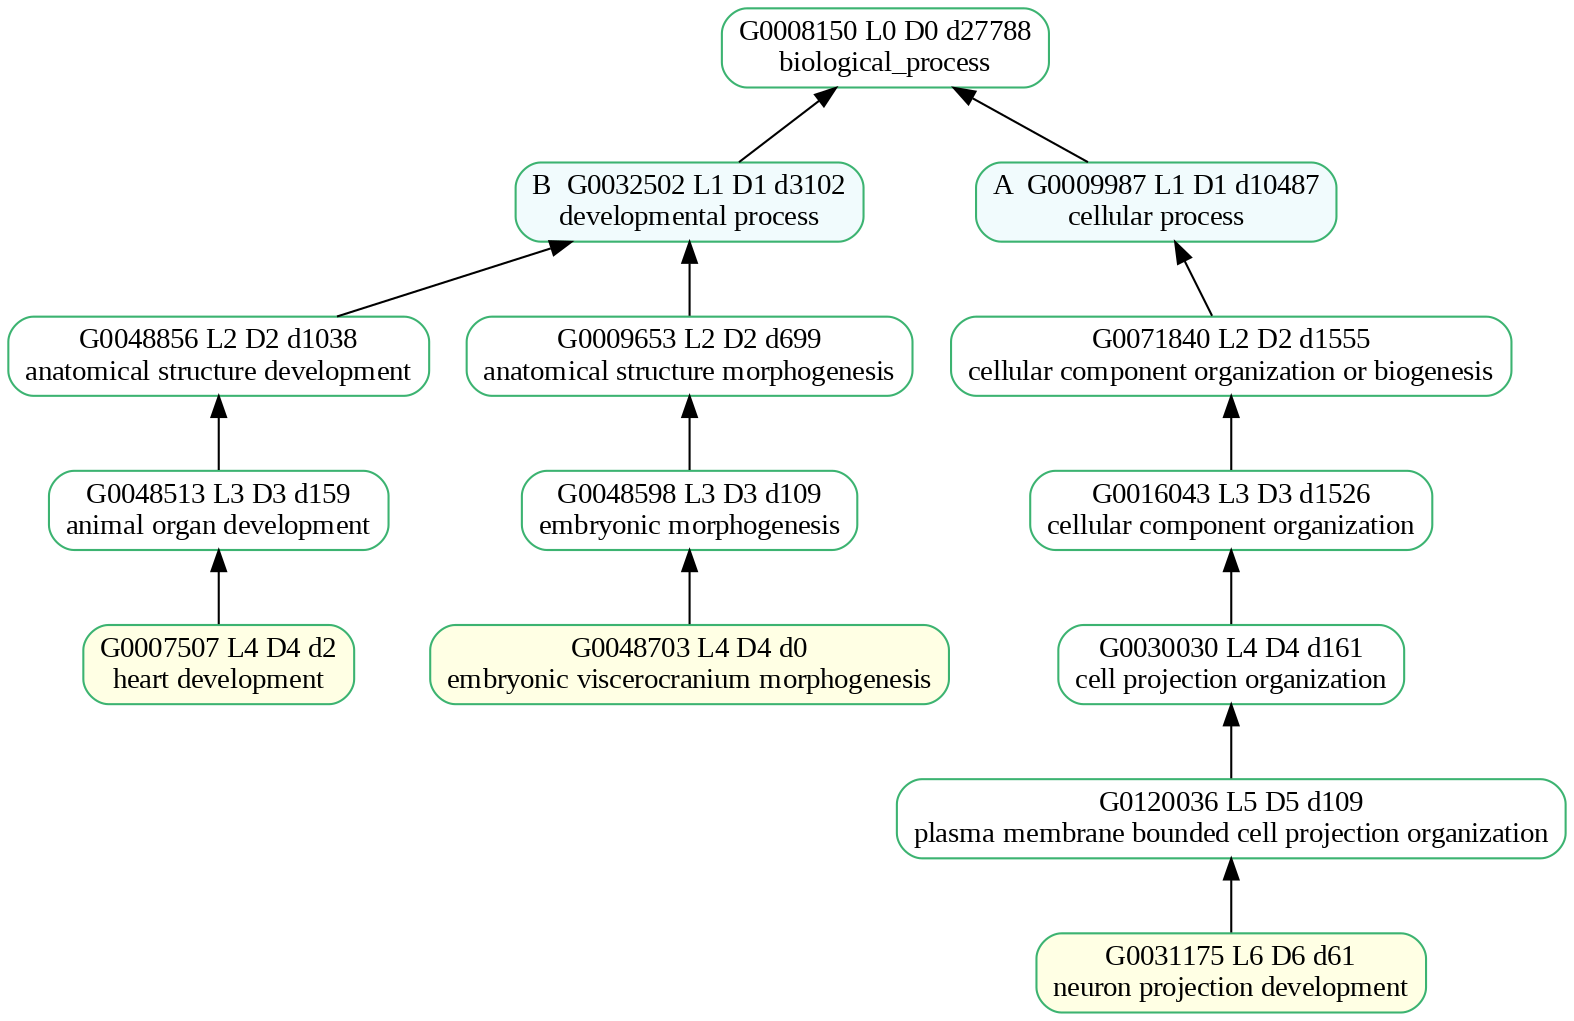 G0008150 L0 D0 d27788
biological_process
B  G0032502 L1 D1 d3102
developmental process
A  G0009987 L1 D1 d10487
cellular process
G0048856 L2 D2 d1038
anatomical structure development
G0009653 L2 D2 d699
anatomical structure morphogenesis
G0071840 L2 D2 d1555
cellular component organization or biogenesis
G0048513 L3 D3 d159
animal organ development
G0048598 L3 D3 d109
embryonic morphogenesis
G0016043 L3 D3 d1526
cellular component organization
G0007507 L4 D4 d2
heart development
G0048703 L4 D4 d0
embryonic viscerocranium morphogenesis
G0030030 L4 D4 d161
cell projection organization
G0120036 L5 D5 d109
plasma membrane bounded cell projection organization
G0031175 L6 D6 d61
neuron projection development